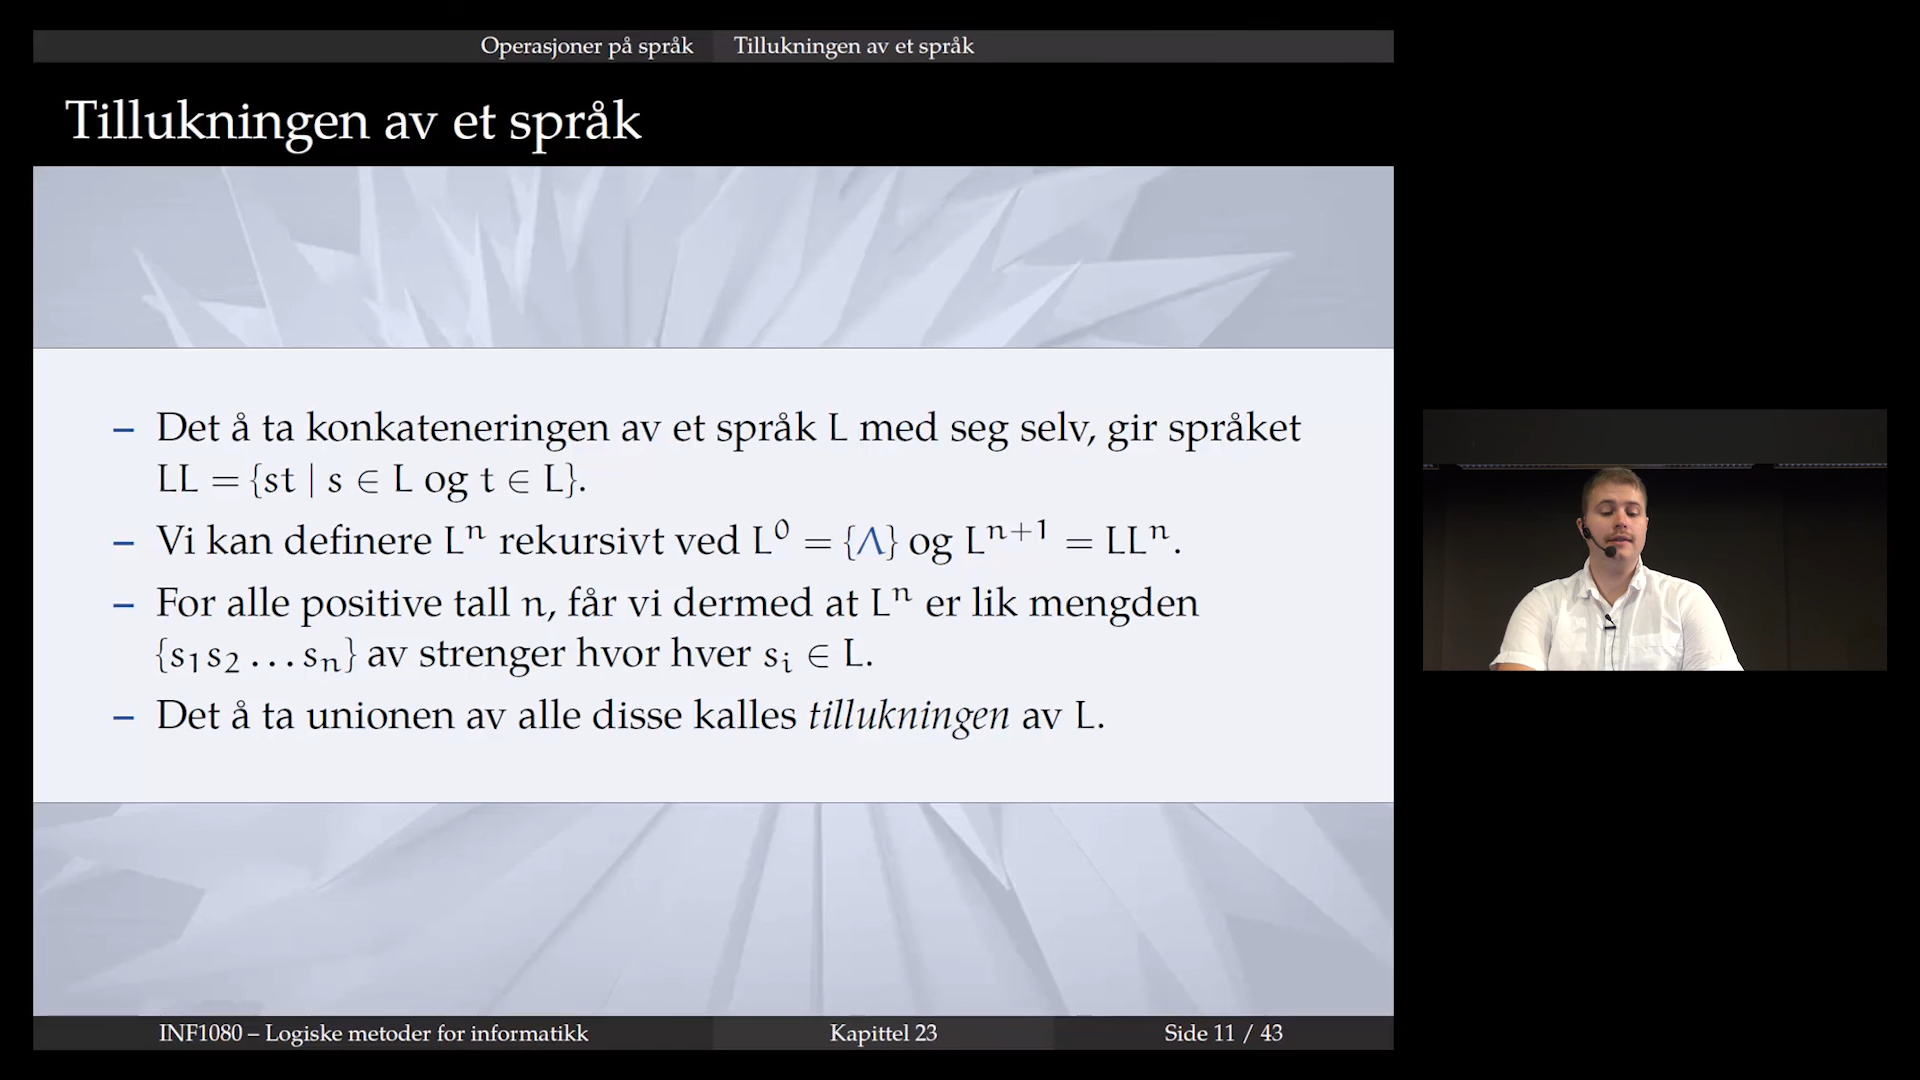 Operasjoner på språk Tillukningen av et språk
Tillukningen av et språk
– Det å ta konkateneringen av et språk L med seg selv, gir språket
LL = {st | s ∈ L og t ∈ L}.
– Vi kan definere Lⁿ rekursivt ved L⁰ = {Λ} og Lⁿ⁺¹ = LLⁿ.
– For alle positive tall n, får vi dermed at Lⁿ er lik mengden
{s₁s₂ … sₙ} av strenger hvor hver sᵢ ∈ L.
– Det å ta unionen av alle disse kalles tillukningen av L.
INF1080 – Logiske metoder for informatikk Kapittel 23 Side 11 / 43